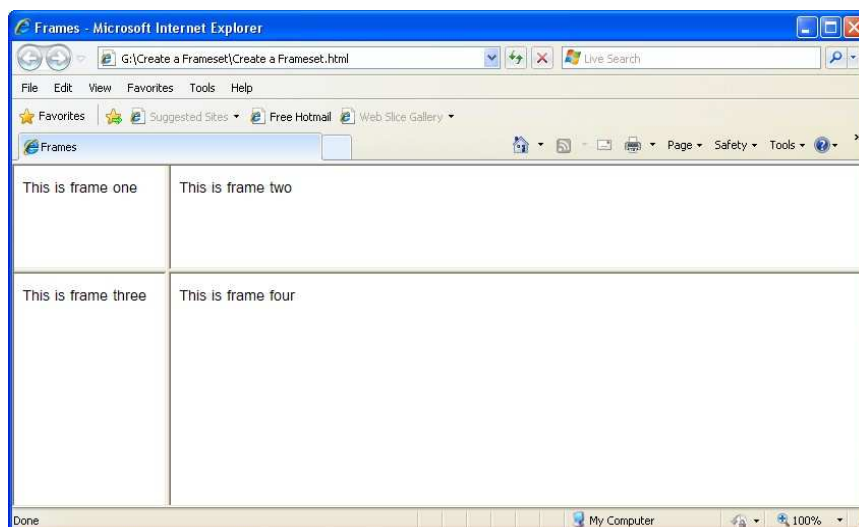 Frames - Microsoft Internet Explorer
G:\Create a Frameset\Create a Frameset.html
Live Search
File Edit View Favorites Tools Help
Favorites Suggested Sites Free Hotmail Web Slice Gallery
Frames Page Safety Tools
This is frame one This is frame two
This is frame three This is frame four
Done My Computer 100%